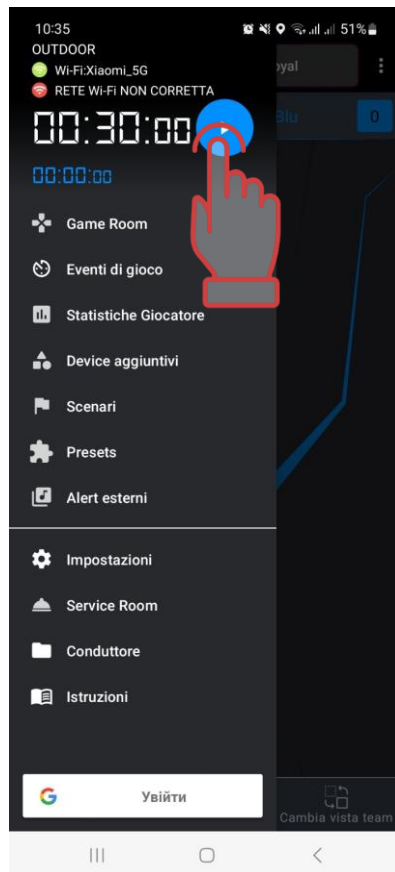 10:35
51%
OUTDOOR
Wi-Fi:Xiaomi_5G
RETE Wi-Fi NON CORRETTA
yal
00:30:00
Blu
0
00:00:00
Game Room
Eventi di gioco
Statistiche Giocatore
Device aggiuntivi
Scenari
Presets
Alert esterni
Impostazioni
Service Room
Conduttore
Istruzioni
G Увійти
Cambia vista team